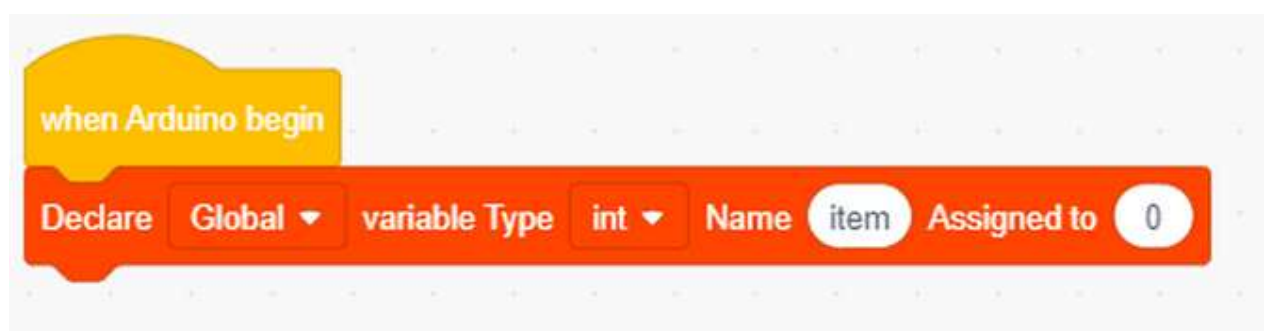 when Arduino begin
Declare Global variable Type int Name item Assigned to 0